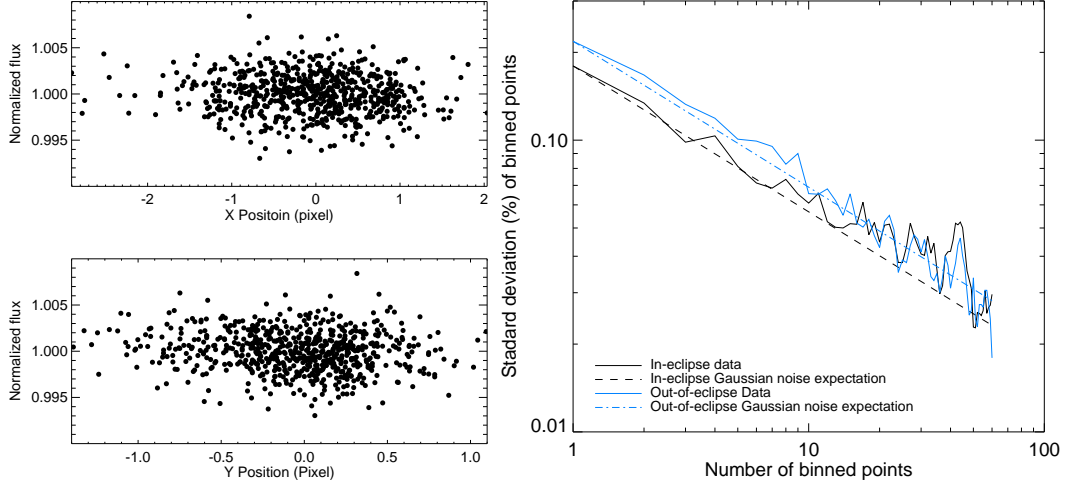 Normalized flux
1.005
1.000
0.995
-2
-1
0
1
2
X Positoin (pixel)
Normalized flux
1.005
1.000
0.995
-1.0
-0.5
0.0
0.5
1.0
Y Position (Pixel)
Stadard deviation (%) of binned points
0.10
0.01
In-eclipse data
In-eclipse Gaussian noise expectation
Out-of-eclipse Data
Out-of-eclipse Gaussian noise expectation
1
10
100
Number of binned points